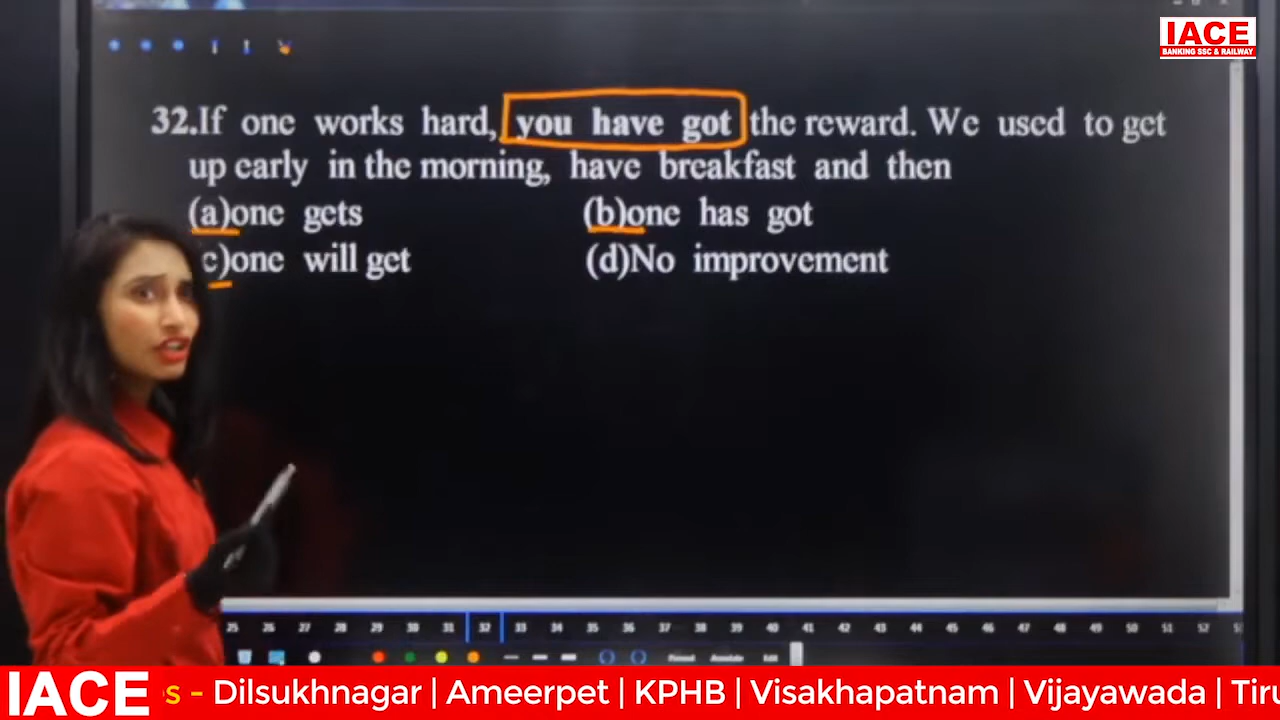 IACE
BANKING SSC & RAILWAY
32.If one works hard, you have got the reward. We used to get
up early in the morning, have breakfast and then
(a)one gets (b)one has got
c)one will get (d)No improvement
25 26 27 28 29 30 31 32 33 34 35 36 37 38 39 40 41 42 43 44 45 46 47 48 49 50 51 52
IACE s - Dilsukhnagar | Ameerpet | KPHB | Visakhapatnam | Vijayawada | Tiru